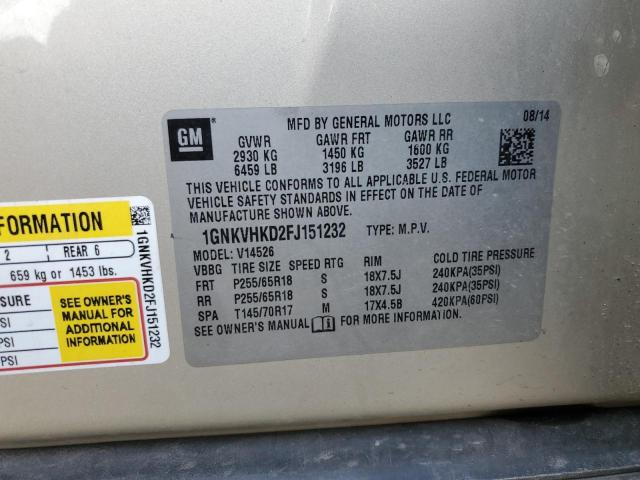 GM
MFD BY GENERAL MOTORS LLC
08/14
GVWR GAWR FRT GAWR RR
2930 KG 1450 KG 1600 KG
6459 LB 3196 LB 3527 LB
THIS VEHICLE CONFORMS TO ALL APPLICABLE U.S. FEDERAL MOTOR
VEHICLE SAFETY STANDARDS IN EFFECT ON THE DATE OF
MANUFACTURE SHOWN ABOVE.
1GNKVHKD2FJ151232 TYPE: M.P.V.
MODEL: V14526
VBBG TIRE SIZE SPEED RTG RIM COLD TIRE PRESSURE
FRT P255/65R18 S 18X7.5J 240KPA(35PSI)
RR P255/65R18 S 18X7.5J 240KPA(35PSI)
SPA T145/70R17 M 17X4.5B 420KPA(60PSI)
SEE OWNER'S MANUAL FOR MORE INFORMATION.
FORMATION
2 REAR 6
659 kg or 1453 lbs.
SURE
SI)
SI)
PSI
SEE OWNER'S
MANUAL FOR
ADDITIONAL
INFORMATION
1GNKVHKD2FJ151232